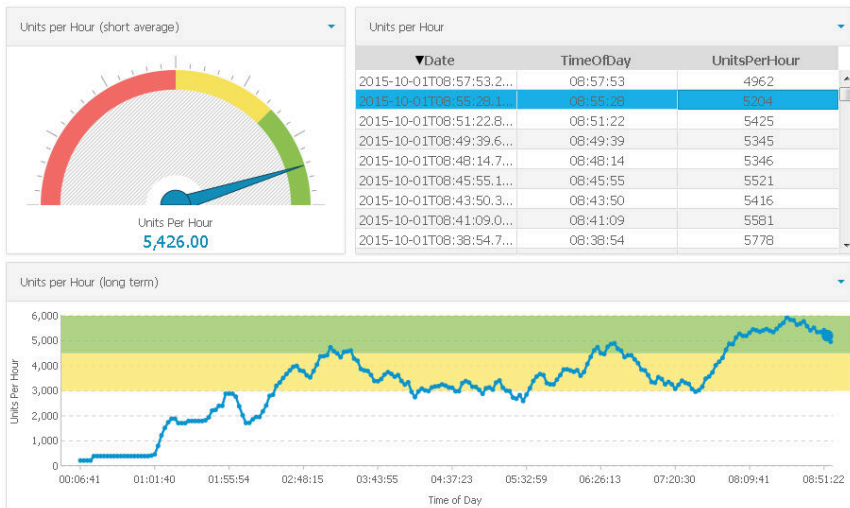 Units per Hour (short average)
Units Per Hour
5,426.00
Units per Hour
▼Date TimeOfDay UnitsPerHour
2015-10-01T08:57:53.2... 08:57:53 4962
2015-10-01T08:55:28.1... 08:55:28 5204
2015-10-01T08:51:22.8... 08:51:22 5425
2015-10-01T08:49:39.6... 08:49:39 5345
2015-10-01T08:48:14.7... 08:48:14 5346
2015-10-01T08:45:55.1... 08:45:55 5521
2015-10-01T08:43:50.3... 08:43:50 5416
2015-10-01T08:41:09.0... 08:41:09 5581
2015-10-01T08:38:54.7... 08:38:54 5778
Units per Hour (long term)
Units Per Hour
6,000
5,000
4,000
3,000
2,000
1,000
0
00:06:41 01:01:40 01:55:54 02:48:15 03:43:55 04:37:23 05:32:59 06:26:13 07:20:30 08:09:41 08:51:22
Time of Day